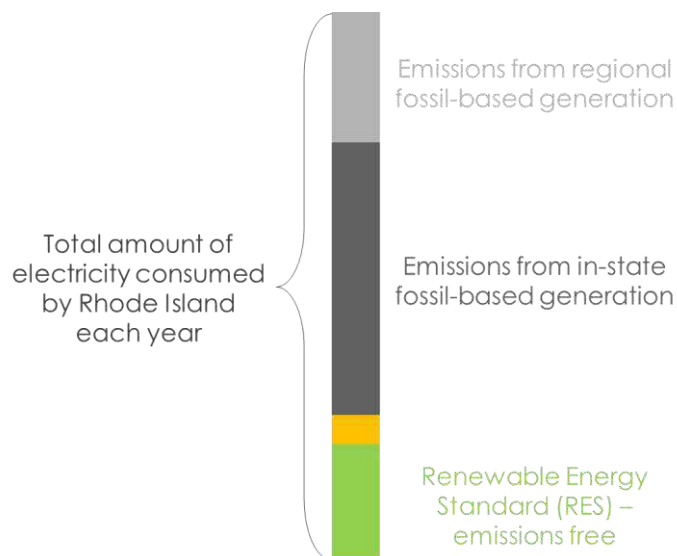 Emissions from regional
fossil-based generation
Total amount of
electricity consumed
by Rhode Island
each year
Emissions from in-state
fossil-based generation
Renewable Energy
Standard (RES) –
emissions free